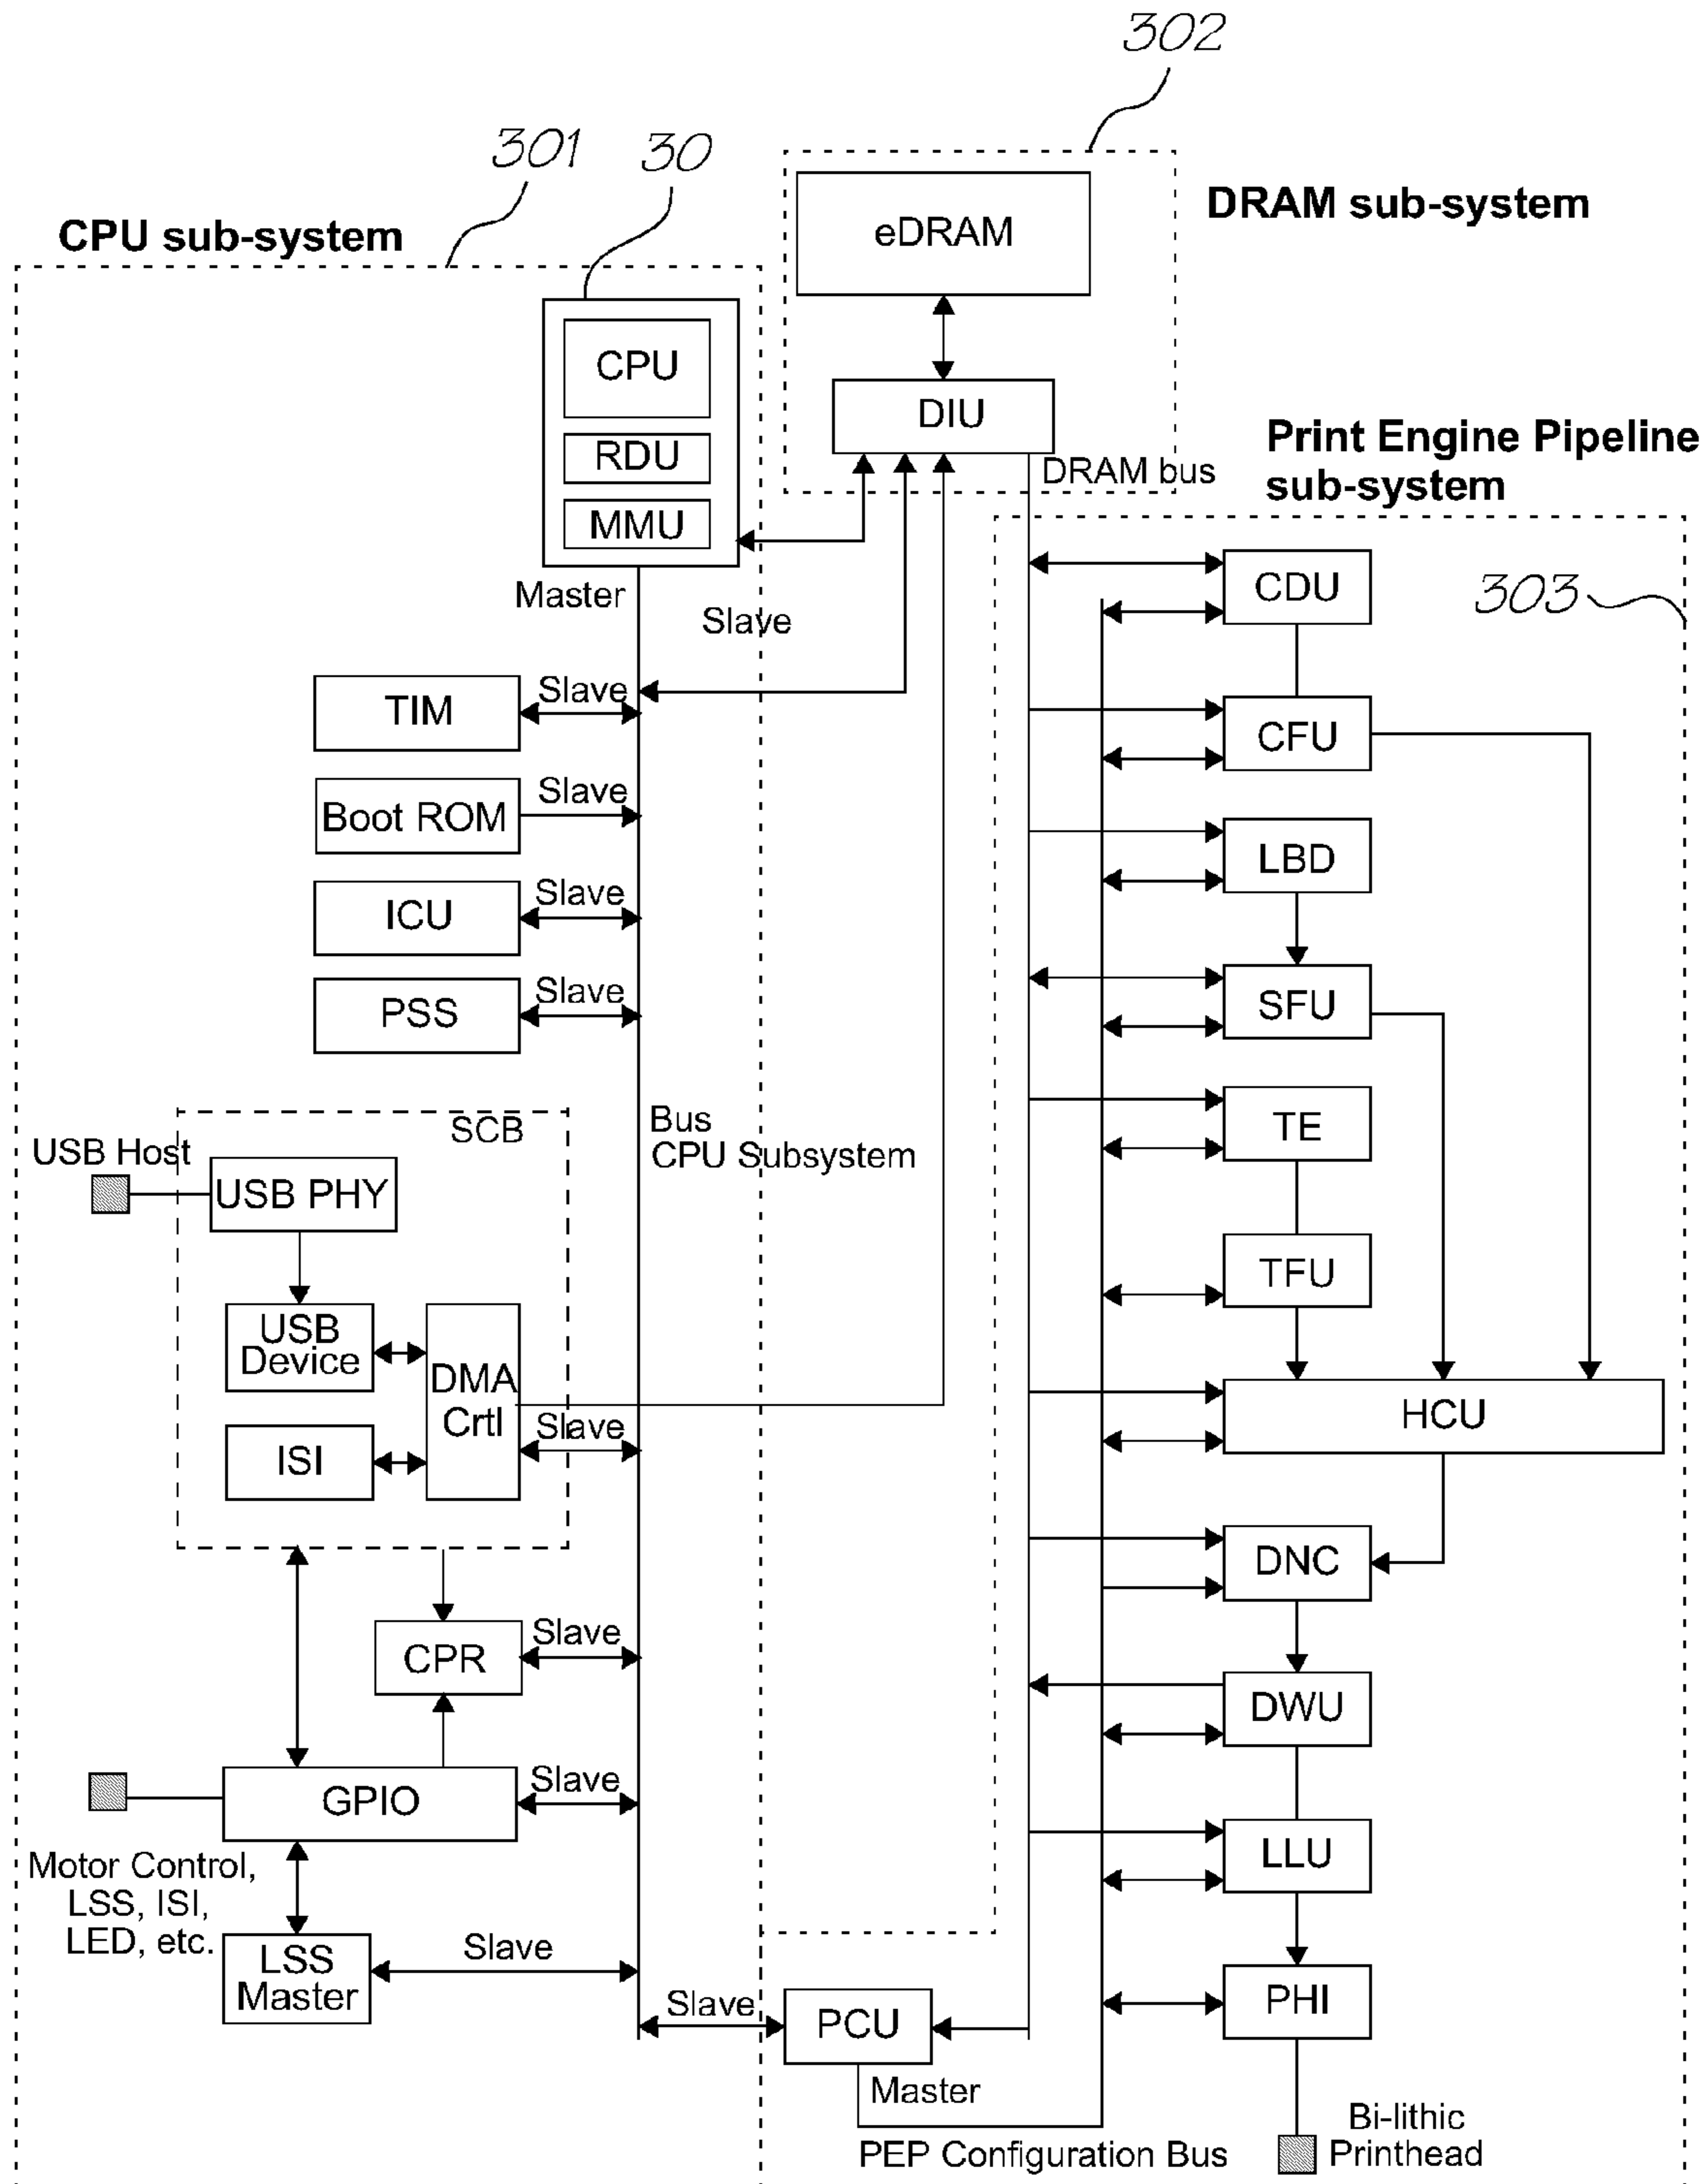 302
301
30
DRAM sub-system
CPU sub-system
eDRAM
CPU
DIU
RDU
Print Engine Pipeline
sub-system
DRAM bus
MMU
Master
Slave
CDU
303
TIM
Slave
CFU
Boot ROM
Slave
LBD
ICU
Slave
PSS
Slave
SFU
SCB
Bus
CPU Subsystem
TE
USB Host
USB PHY
TFU
USB
Device
DMA
Crtl
Slave
HCU
ISI
DNC
CPR
Slave
DWU
GPIO
Slave
Motor Control,
LSS, ISI,
LED, etc.
LLU
LSS
Master
Slave
PHI
Slave
PCU
Master
PEP Configuration Bus
Bi-lithic
Printhead